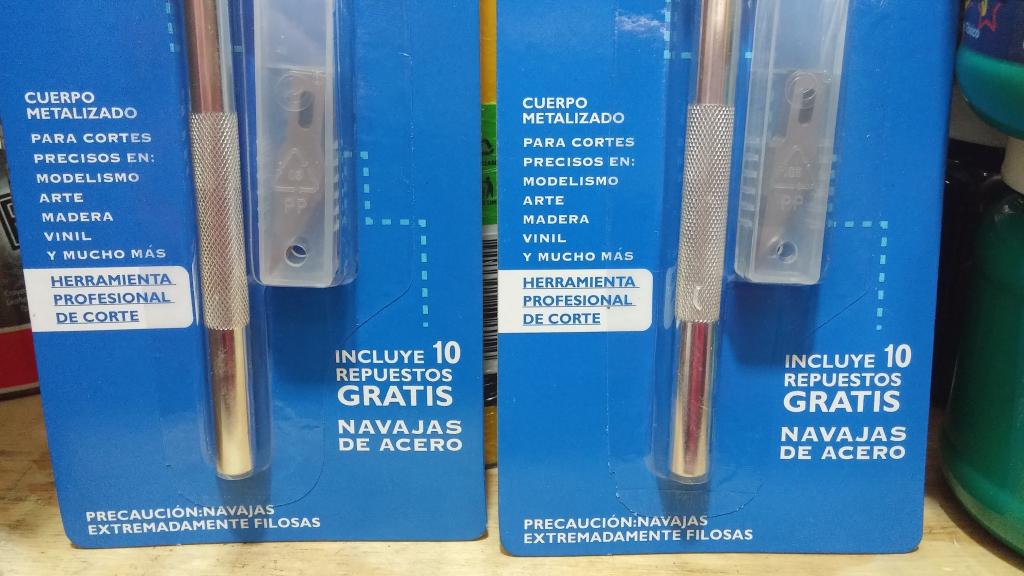 CUERPO
METALIZADO
PARA CORTES
PRECISOS EN:
MODELISMO
ARTE
MADERA
VINIL
Y MUCHO MÁS
HERRAMIENTA
PROFESIONAL
DE CORTE
INCLUYE 10
REPUESTOS
GRATIS
NAVAJAS
DE ACERO
PRECAUCIÓN:NAVAJAS
EXTREMADAMENTE FILOSAS
PP
CUERPO
METALIZADO
PARA CORTES
PRECISOS EN:
MODELISMO
ARTE
MADERA
VINIL
Y MUCHO MÁS
HERRAMIENTA
PROFESIONAL
DE CORTE
INCLUYE 10
REPUESTOS
GRATIS
NAVAJAS
DE ACERO
PRECAUCIÓN:NAVAJAS
EXTREMADAMENTE FILOSAS
PP